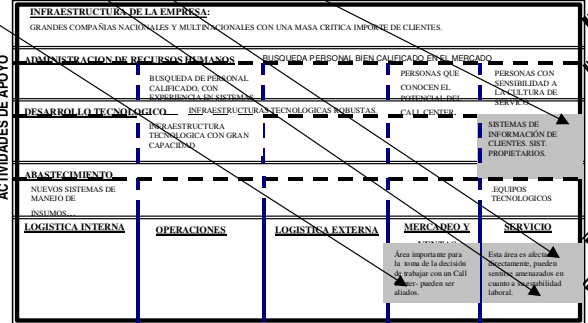 INFRAESTRUCTURA DE LA EMPRESA:
GRANDES COMPAÑIAS NACIONALES Y MULTINACIONALES CON UNA MASA CRITICA IMPORTE DE CLIENTES.
ADMINISTRACION DE RECURSOS HUMANOS
BUSQUEDA PERSONAL BIEN CALIFICADO EN EL MERCADO
BUSQUEDA DE PERSONAL
CALIFICADO, CON
EXPERIENCIA EN SISTEMAS
PERSONAS QUE
CONOCEN EL
POTENCIAL DEL
CALL CENTER.
PERSONAS CON
SENSIBILIDAD A
LA CULTURA DE
SERVICO
DESARROLLO TECNOLOGICO
INFRAESTRUCTURAS TECNOLOGICAS ROBUSTAS.
INFRAESTRUCTURA
TECNOLOGICA CON GRAN
CAPACIDAD
SISTEMAS DE
INFORMACIÓN DE
CLIENTES. SIST.
PROPIETARIOS.
ABASTECIMIENTO
NUEVOS SISTEMAS DE
MANEJO DE
INSUMOS…
.EQUIPOS
TECNOLOGICOS
LOGISTICA INTERNA
OPERACIONES
LOGISTICA EXTERNA
MERCADEO Y
VENTAS
SERVICIO
Área importante para
la toma de la decisión
de trabajar con un Call
Center- pueden ser
aliados.
Esta área es afectada
directamente, pueden
sentirse amenazados en
cuanto a su estabilidad
laboral.
ACTIVIDADES DE APOYO